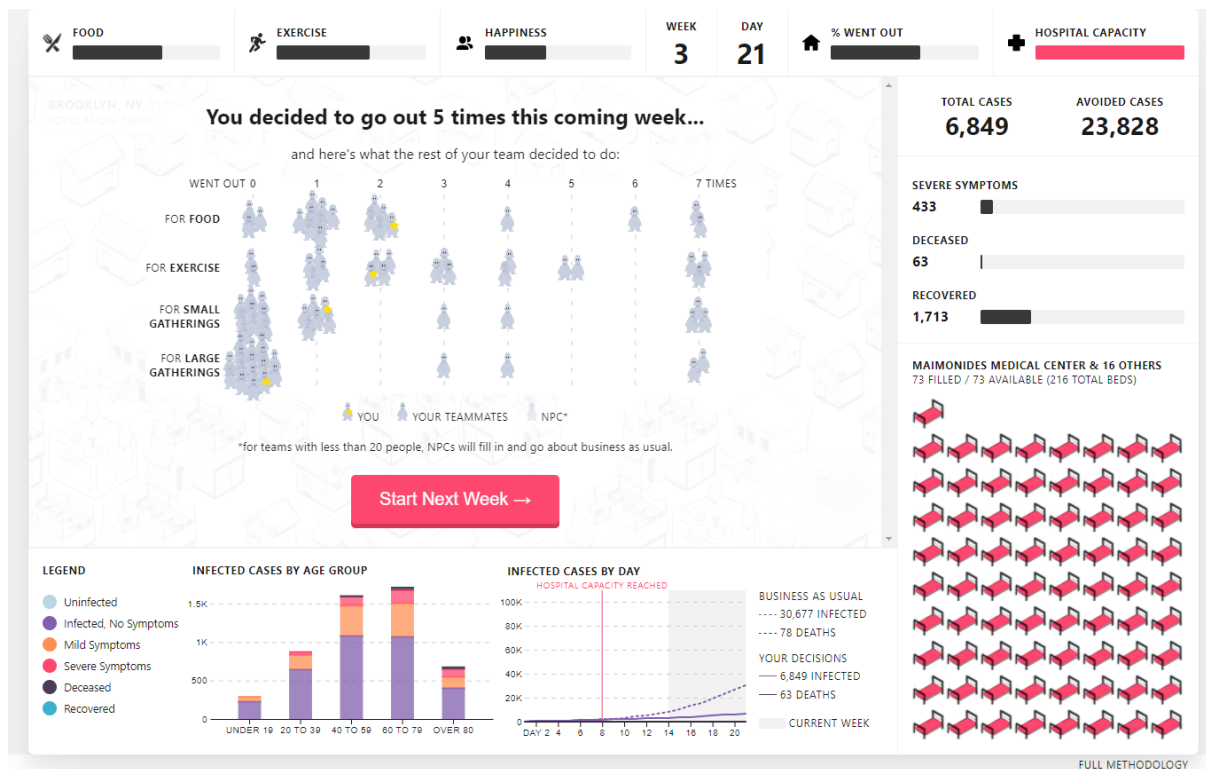 FOOD
EXERCISE
HAPPINESS
WEEK
3
DAY
21
% WENT OUT
HOSPITAL CAPACITY
BROOKLYN, NY
You decided to go out 5 times this coming week...
and here's what the rest of your team decided to do:
WENT OUT 0 1 2 3 4 5 6 7 TIMES
FOR FOOD
FOR EXERCISE
FOR SMALL
GATHERINGS
FOR LARGE
GATHERINGS
YOU YOUR TEAMMATES NPC*
*for teams with less than 20 people, NPCs will fill in and go about business as usual.
Start Next Week →
TOTAL CASES
6,849
AVOIDED CASES
23,828
SEVERE SYMPTOMS
433
DECEASED
63
RECOVERED
1,713
MAIMONIDES MEDICAL CENTER & 16 OTHERS
73 FILLED / 73 AVAILABLE (216 TOTAL BEDS)
LEGEND
Uninfected
Infected, No Symptoms
Mild Symptoms
Severe Symptoms
Deceased
Recovered
INFECTED CASES BY AGE GROUP
1.5K
1K
500
0
UNDER 19 20 TO 39 40 TO 59 60 TO 79 OVER 80
INFECTED CASES BY DAY
HOSPITAL CAPACITY REACHED
100K
80K
60K
40K
20K
0
DAY 2 4 6 8 10 12 14 16 18 20
BUSINESS AS USUAL
30,677 INFECTED
78 DEATHS
YOUR DECISIONS
6,849 INFECTED
63 DEATHS
CURRENT WEEK
FULL METHODOLOGY